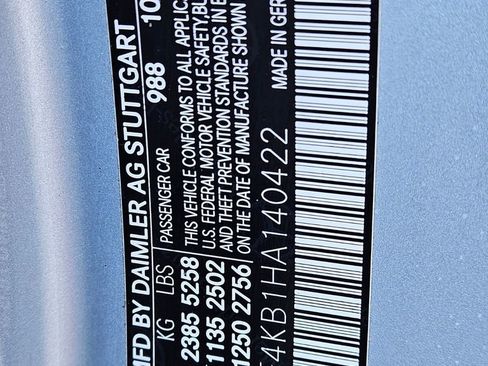 MFD BY DAIMLER AG STUTTGART 10
988
KG LBS PASSENGER CAR
2385 5258 THIS VEHICLE CONFORMS TO ALL APPLIC
1135 2502 U.S. FEDERAL MOTOR VEHICLE SAFETY,BU
1250 2756 AND THEFT PREVENTION STANDARDS IN E
ON DATE OF MANUFACTURE SHOWN
MADE IN GER
4KB1HA140422